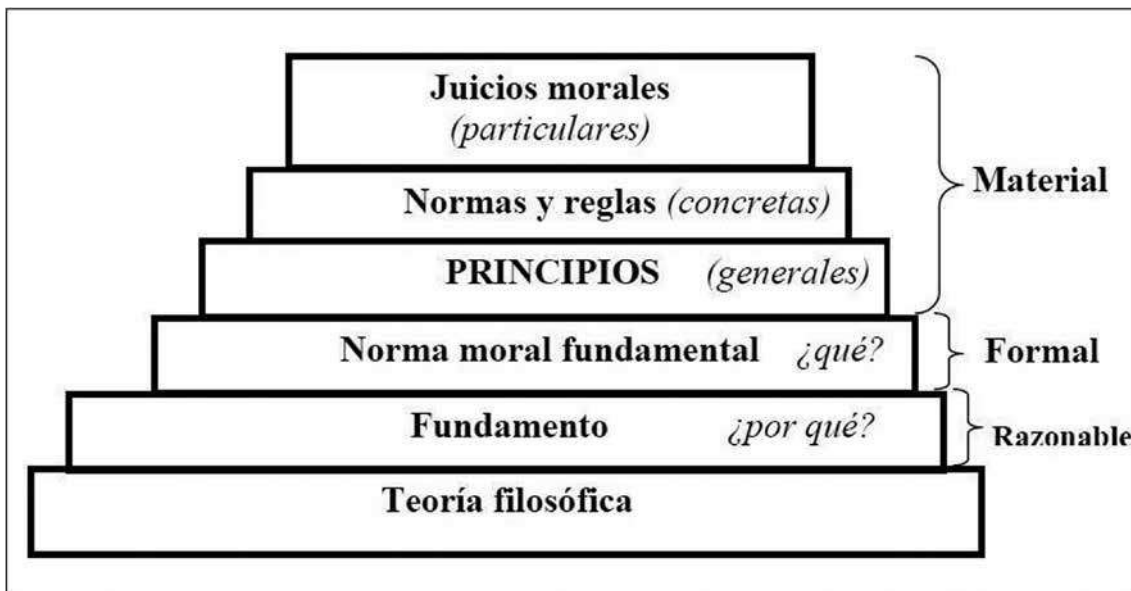 Juicios morales
(particulares)
Material
Normas y reglas (concretas)
PRINCIPIOS (generales)
Norma moral fundamental ¿qué?
Formal
Fundamento ¿por qué?
Razonable
Teoría filosófica